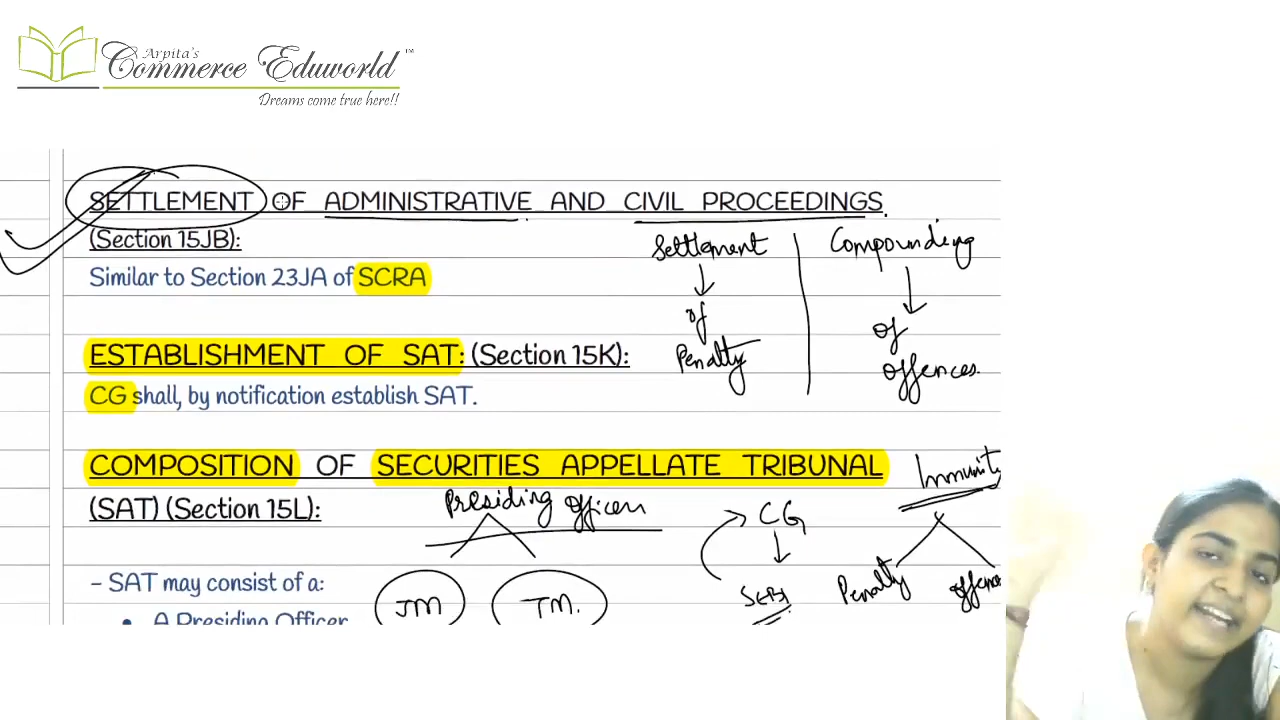 Arpita's
Commerce Eduworld™
Dreams come true here!!
SETTLEMENT OF ADMINISTRATIVE AND CIVIL PROCEEDINGS
(Section 15JB):
Settlement
Compounding
Similar to Section 23JA of SCRA
of
Penalty
of
offences.
ESTABLISHMENT OF SAT: (Section 15K):
CG shall, by notification establish SAT.
COMPOSITION OF SECURITIES APPELLATE TRIBUNAL
Immunity
(SAT) (Section 15L):
Presiding Officer
CG
– SAT may consist of a:
JM
TM.
SEBI
Penalty
offence
• A Presiding Officer